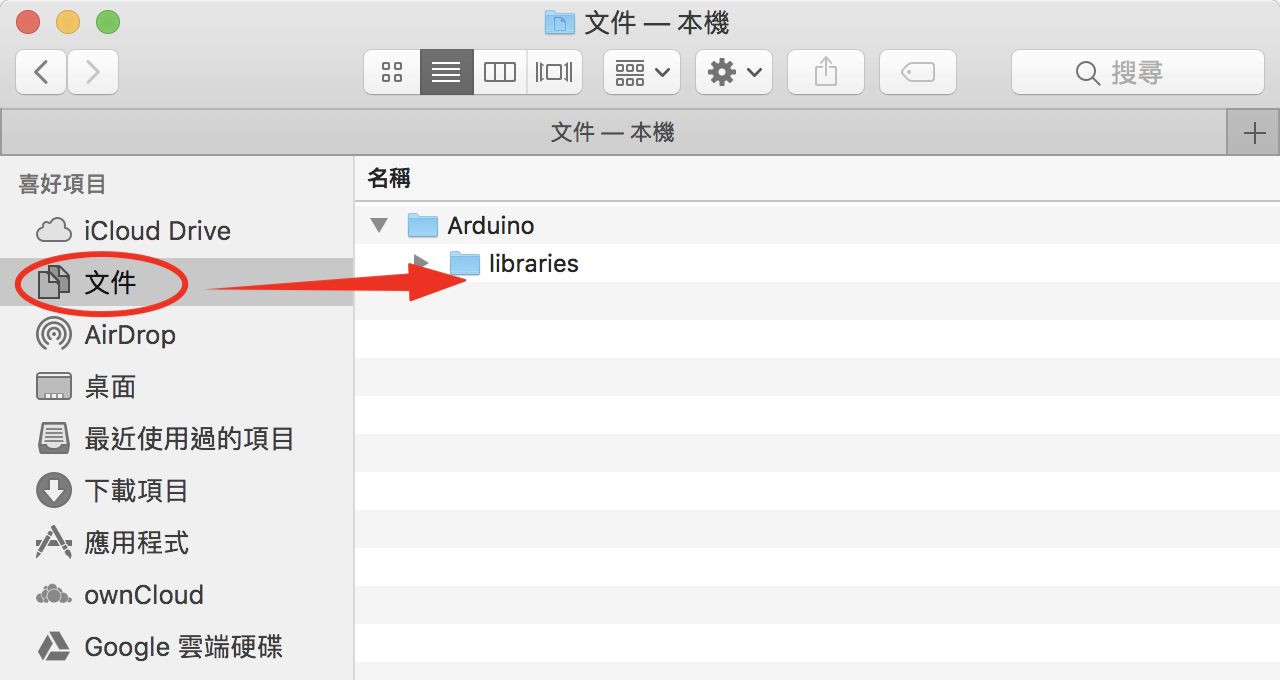 文件 — 本機
搜尋
文件 — 本機
喜好項目
iCloud Drive
文件
AirDrop
桌面
最近使用過的項目
下載項目
應用程式
ownCloud
Google 雲端硬碟
名稱
Arduino
libraries